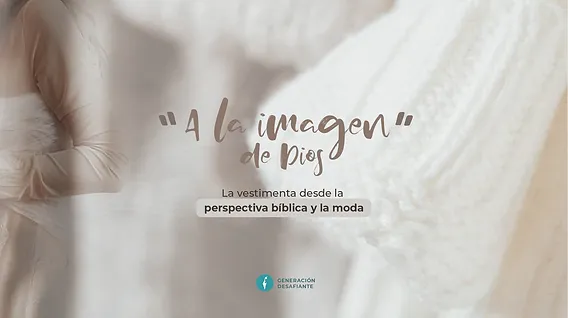 "A la imagen"
de Dios
La vestimenta desde la
perspectiva bíblica y la moda
GENERACIÓN
DESAFIANTE